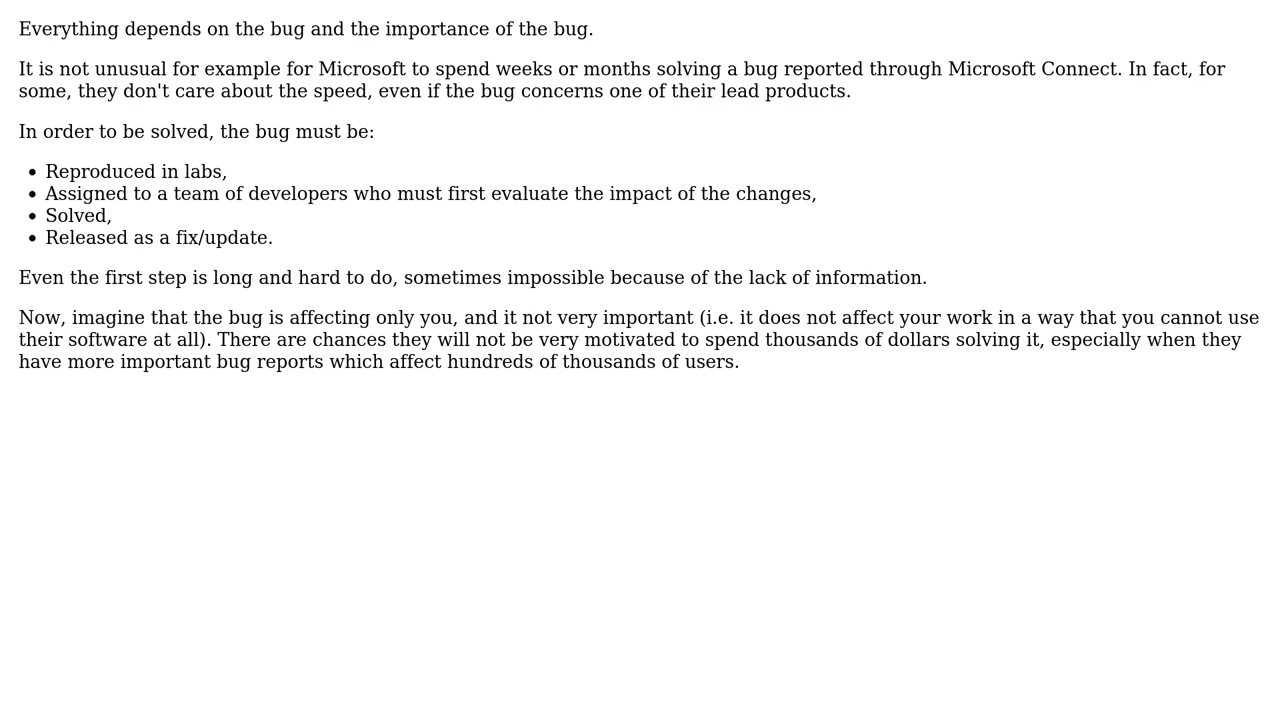 Everything depends on the bug and the importance of the bug.
It is not unusual for example for Microsoft to spend weeks or months solving a bug reported through Microsoft Connect. In fact, for
some, they don't care about the speed, even if the bug concerns one of their lead products.
In order to be solved, the bug must be:
• Reproduced in labs,
• Assigned to a team of developers who must first evaluate the impact of the changes,
• Solved,
• Released as a fix/update.
Even the first step is long and hard to do, sometimes impossible because of the lack of information.
Now, imagine that the bug is affecting only you, and it not very important (i.e. it does not affect your work in a way that you cannot use
their software at all). There are chances they will not be very motivated to spend thousands of dollars solving it, especially when they
have more important bug reports which affect hundreds of thousands of users.